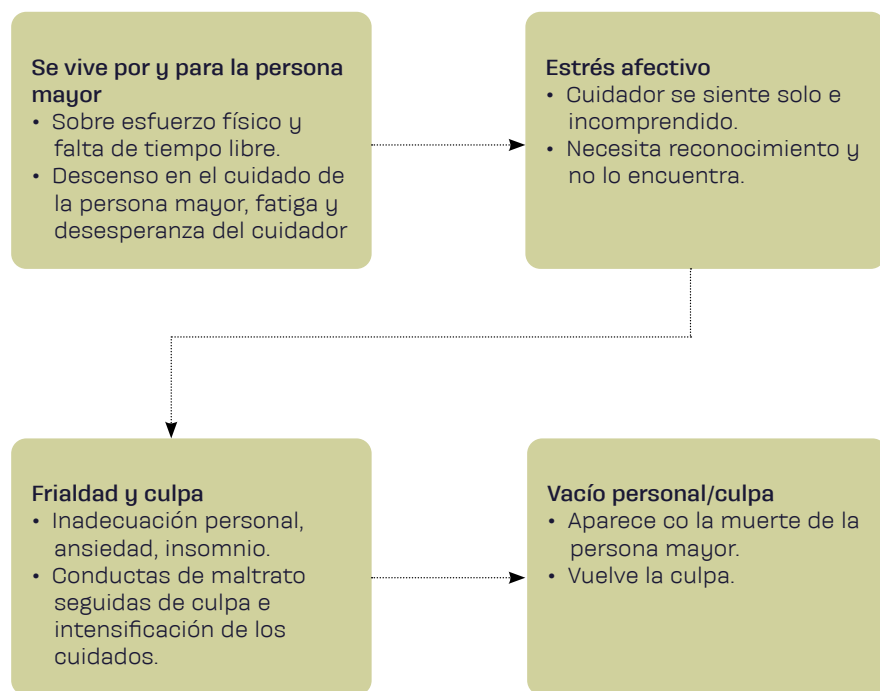 Se vive por y para la persona
mayor
• Sobre esfuerzo físico y
falta de tiempo libre.
• Descenso en el cuidado de
la persona mayor, fatiga y
desesperanza del cuidador
Estrés afectivo
• Cuidador se siente solo e
incomprendido.
• Necesita reconocimiento y
no lo encuentra.
Frialdad y culpa
• Inadecuación personal,
ansiedad, insomnio.
• Conductas de maltrato
seguidas de culpa e
intensificación de los
cuidados.
Vacío personal/culpa
• Aparece co la muerte de la
persona mayor.
• Vuelve la culpa.